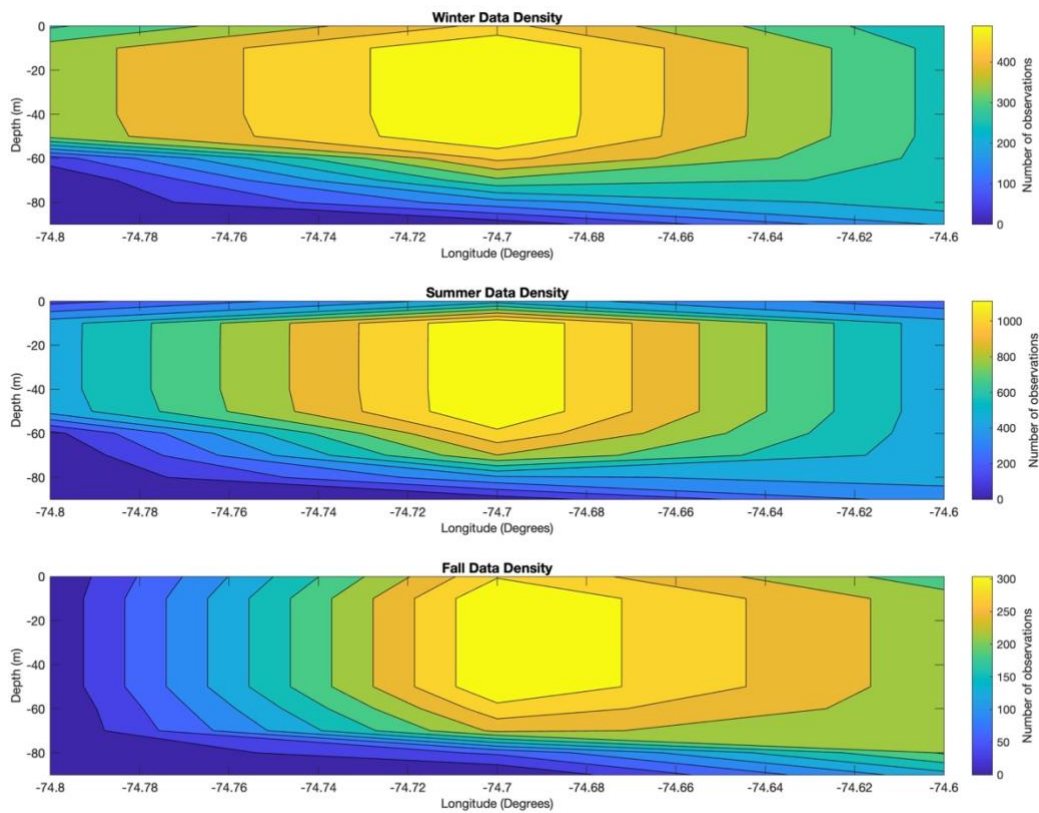 Winter Data Density
0
-20
-40
-60
-80
Depth (m)
-74.8 -74.78 -74.76 -74.74 -74.72 -74.7 -74.68 -74.66 -74.64 -74.62 -74.6
Longitude (Degrees)
400
300
200
100
0
Number of observations
Summer Data Density
0
-20
-40
-60
-80
Depth (m)
-74.8 -74.78 -74.76 -74.74 -74.72 -74.7 -74.68 -74.66 -74.64 -74.62 -74.6
Longitude (Degrees)
1000
800
600
400
200
0
Number of observations
Fall Data Density
0
-20
-40
-60
-80
Depth (m)
-74.8 -74.78 -74.76 -74.74 -74.72 -74.7 -74.68 -74.66 -74.64 -74.62 -74.6
Longitude (Degrees)
300
250
200
150
100
50
0
Number of observations